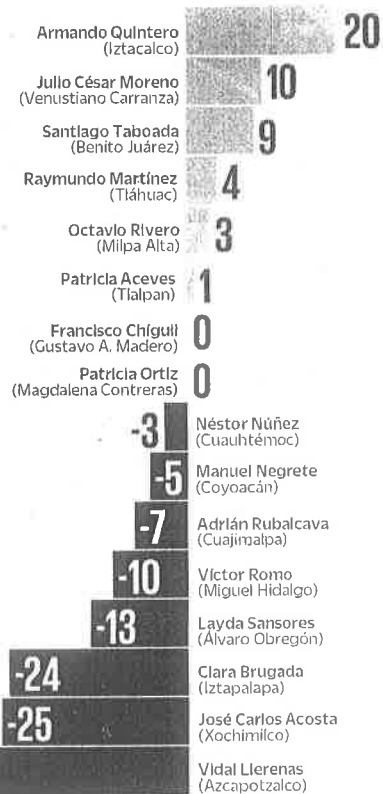 Armando Quintero
(Iztacalco)
20
Julio César Moreno
(Venustiano Carranza)
10
Santiago Taboada
(Benito Juárez)
9
Raymundo Martínez
(Tláhuac)
4
Octavio Rivero
(Milpa Alta)
3
Patricia Aceves
(Tlalpan)
1
Francisco Chíguil
(Gustavo A. Madero)
0
Patricia Ortiz
(Magdalena Contreras)
0
-3
Néstor Núñez
(Cuauhtémoc)
-5
Manuel Negrete
(Coyoacán)
-7
Adrián Rubalcava
(Cuajimalpa)
-10
Víctor Romo
(Miguel Hidalgo)
-13
Layda Sansores
(Álvaro Obregón)
-24
Clara Brugada
(Iztapalapa)
-25
José Carlos Acosta
(Xochimilco)
Vidal Llerenas
(Azcapotzalco)